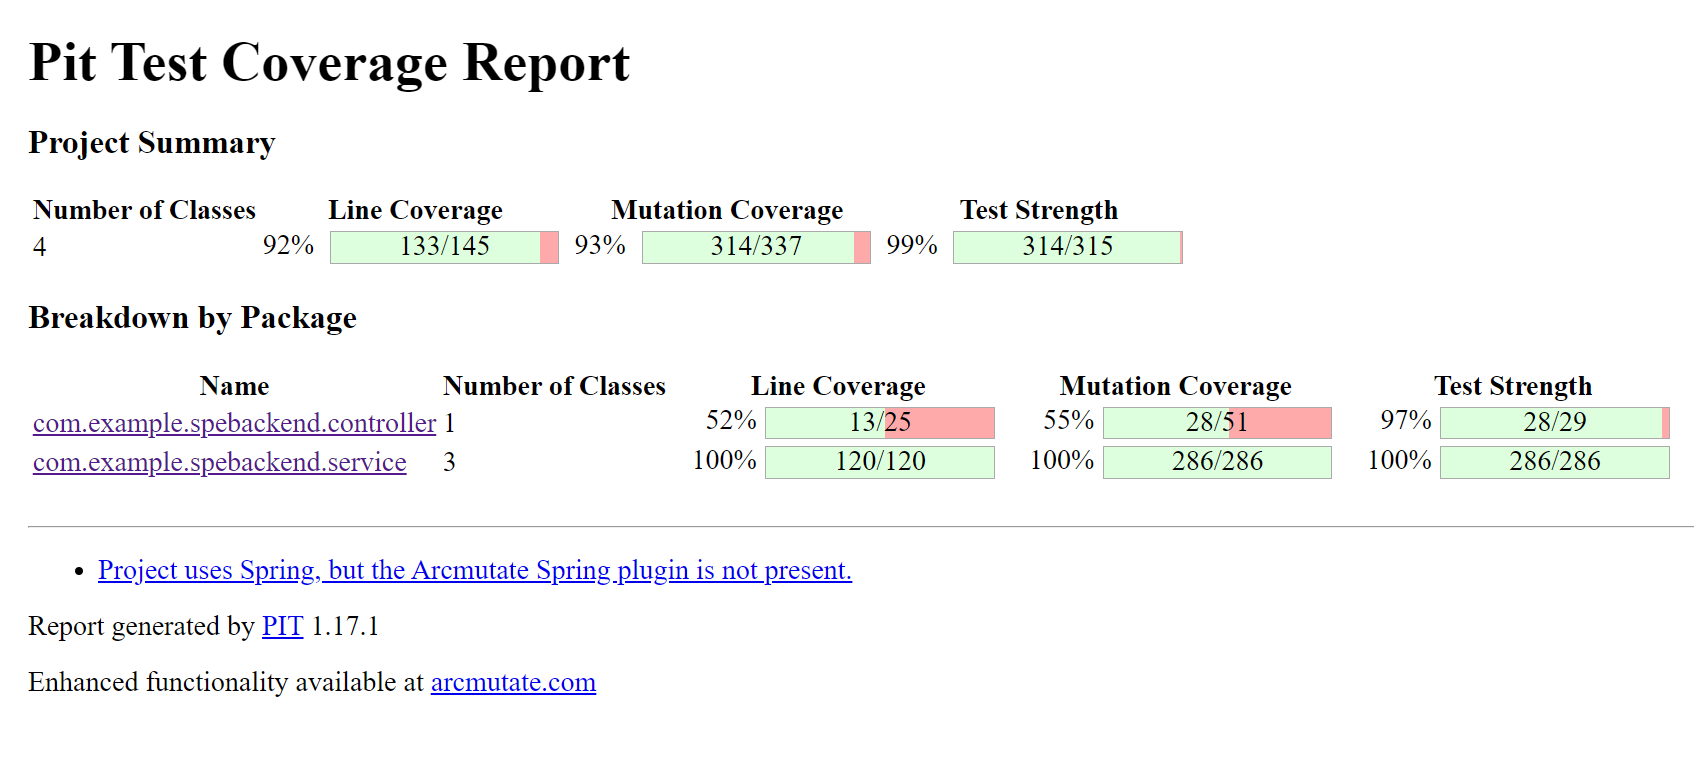 Pit Test Coverage Report
Project Summary
Number of Classes Line Coverage Mutation Coverage Test Strength
4 92% 133/145 93% 314/337 99% 314/315
Breakdown by Package
Name Number of Classes Line Coverage Mutation Coverage Test Strength
com.example.spebackend.controller 1 52% 13/25 55% 28/51 97% 28/29
com.example.spebackend.service 3 100% 120/120 100% 286/286 100% 286/286
• Project uses Spring, but the Arcmutate Spring plugin is not present.
Report generated by PIT 1.17.1
Enhanced functionality available at arcmutate.com